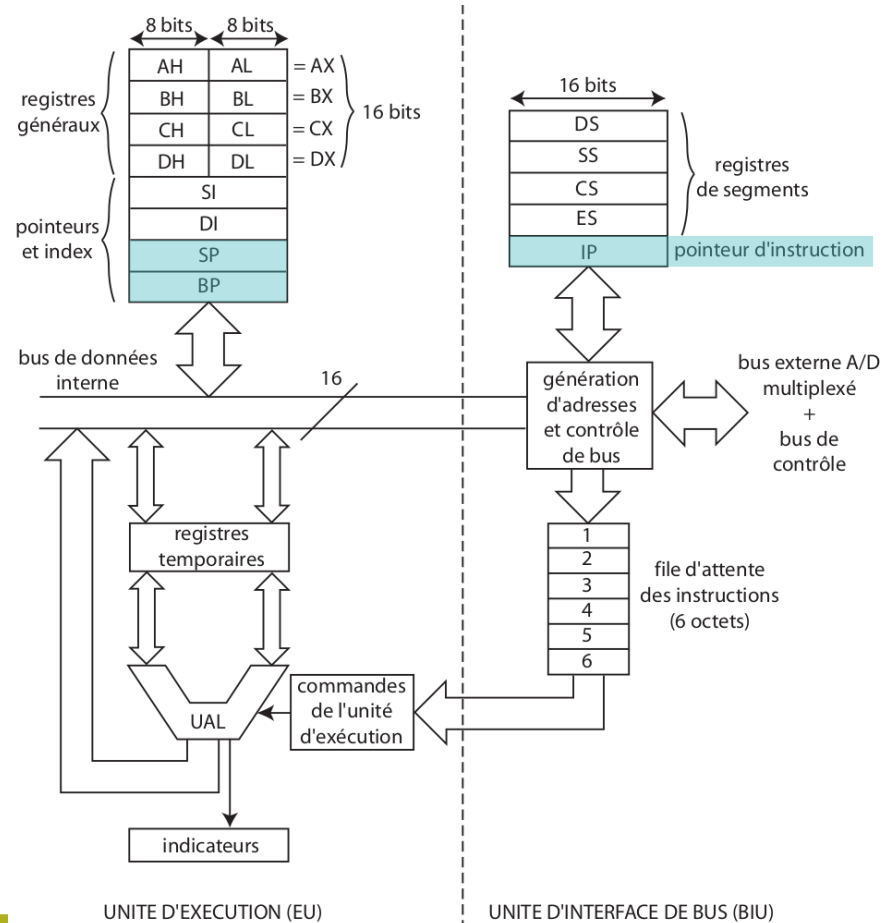 8 bits 8 bits
AH AL = AX
BH BL = BX
CH CL = CX
DH DL = DX
16 bits
registres
généraux
SI
DI
SP
BP
pointeurs
et index
16 bits
DS
SS
CS
ES
IP
registres
de segments
pointeur d'instruction
bus de données
interne
16
génération
d'adresses
et contrôle
de bus
bus externe A/D
multiplexé
+
bus de
contrôle
registres
temporaires
1
2
3
4
5
6
file d'attente
des instructions
(6 octets)
UAL
commandes
de l'unité
d'exécution
indicateurs
UNITE D'EXECUTION (EU)
UNITE D'INTERFACE DE BUS (BIU)